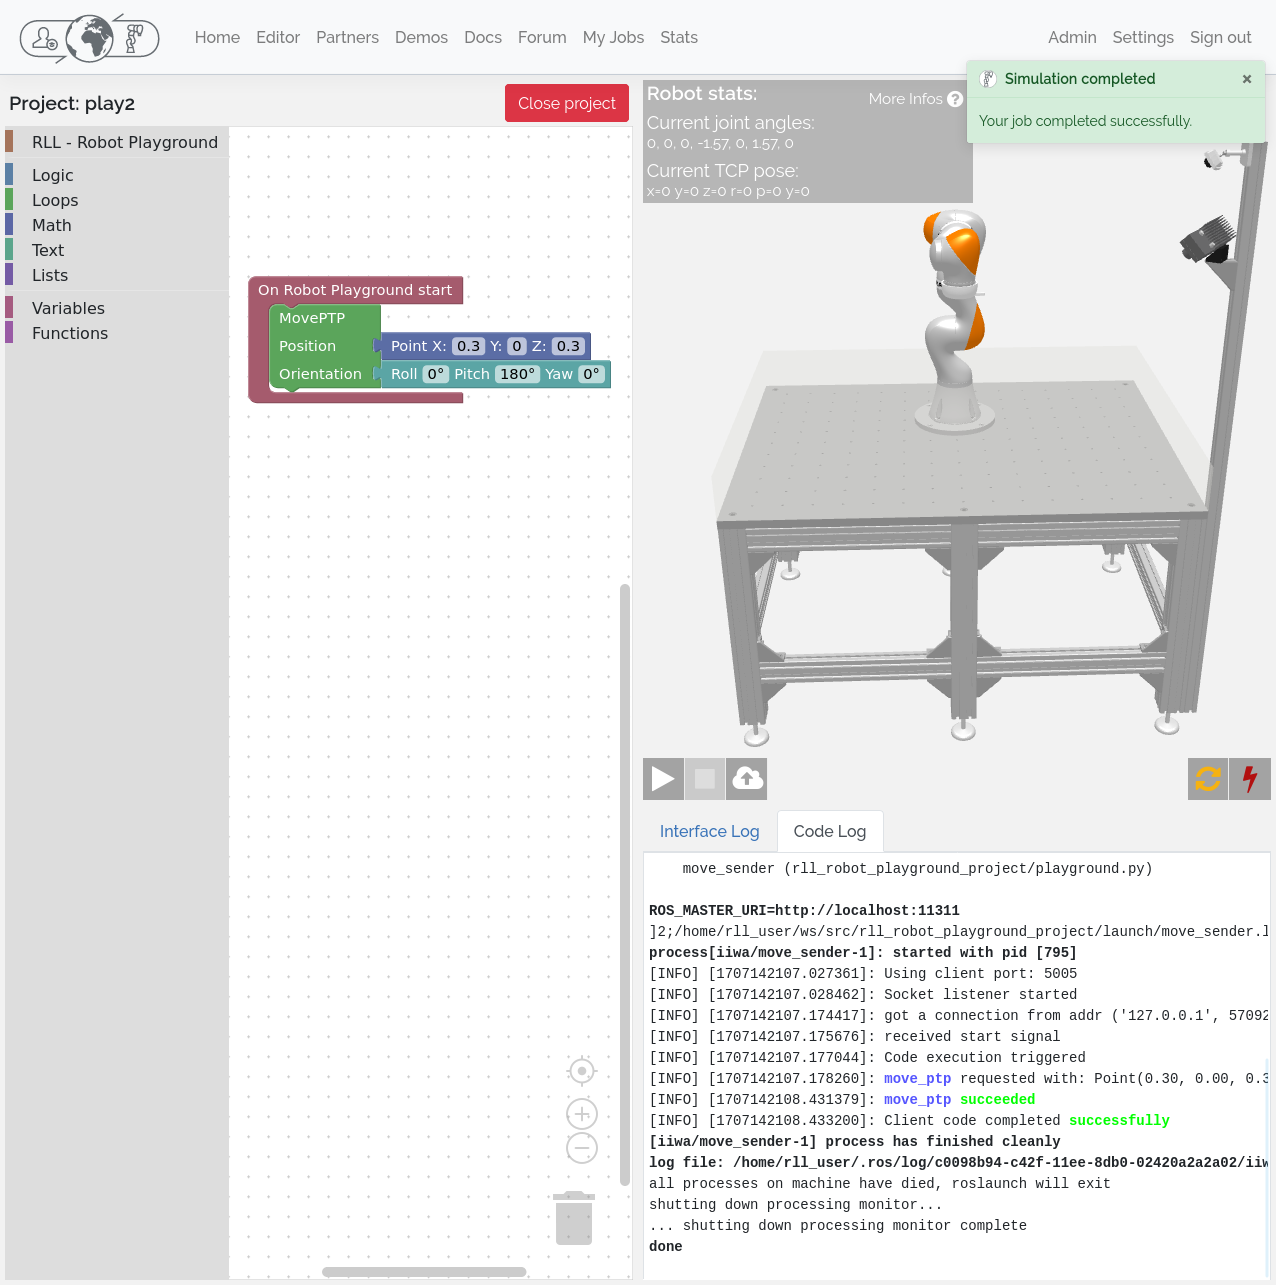 Home Editor Partners Demos Docs Forum My Jobs Stats
Admin Settings Sign out
Simulation completed ×
Your job completed successfully.
Project: play2
Close project
RLL - Robot Playground
Logic
Loops
Math
Text
Lists
Variables
Functions
On Robot Playground start
MovePTP
Position Point X: 0.3 Y: 0 Z: 0.3
Orientation Roll 0° Pitch 180° Yaw 0°
Robot stats:
More Infos ?
Current joint angles:
0, 0, 0, -1.57, 0, 1.57, 0
Current TCP pose:
x=0 y=0 z=0 r=0 p=0 y=0
Interface Log Code Log
move_sender (rll_robot_playground_project/playground.py)
ROS_MASTER_URI=http://localhost:11311
]2;/home/rll_user/ws/src/rll_robot_playground_project/launch/move_sender.l
process[iiwa/move_sender-1]: started with pid [795]
[INFO] [1707142107.027361]: Using client port: 5005
[INFO] [1707142107.028462]: Socket listener started
[INFO] [1707142107.174417]: got a connection from addr ('127.0.0.1', 57092
[INFO] [1707142107.175676]: received start signal
[INFO] [1707142107.177044]: Code execution triggered
[INFO] [1707142107.178260]: move_ptp requested with: Point(0.30, 0.00, 0.3
[INFO] [1707142108.431379]: move_ptp succeeded
[INFO] [1707142108.433200]: Client code completed successfully
[iiwa/move_sender-1] process has finished cleanly
log file: /home/rll_user/.ros/log/c0098b94-c42f-11ee-8db0-02420a2a2a02/iiw
all processes on machine have died, roslaunch will exit
shutting down processing monitor...
... shutting down processing monitor complete
done